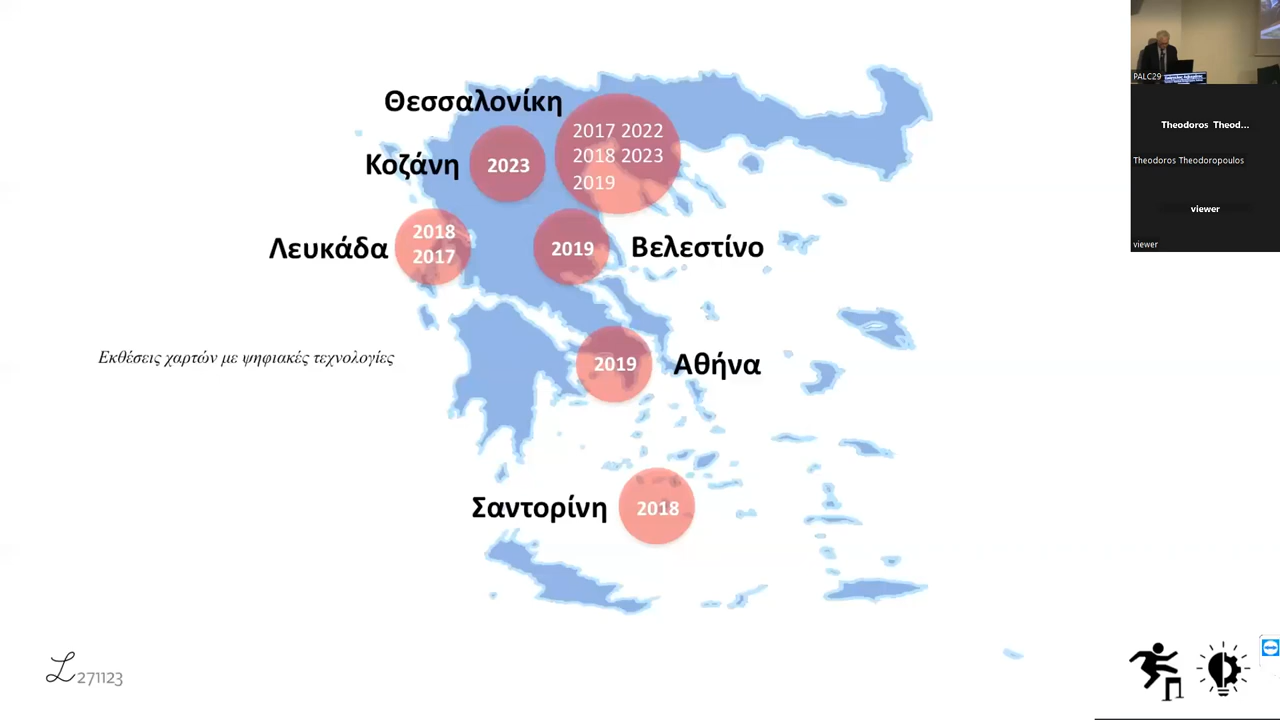 Θεσσαλονίκη
2017 2022
2018 2023
2019
Κοζάνη
2023
Λευκάδα
2018
2017
2019
Βελεστίνο
Εκθέσεις χαρτών με ψηφιακές τεχνολογίες
2019
Αθήνα
Σαντορίνη
2018
L271123
PALC29
Theodoros Theod...
Theodoros Theodoropoulos
viewer
viewer